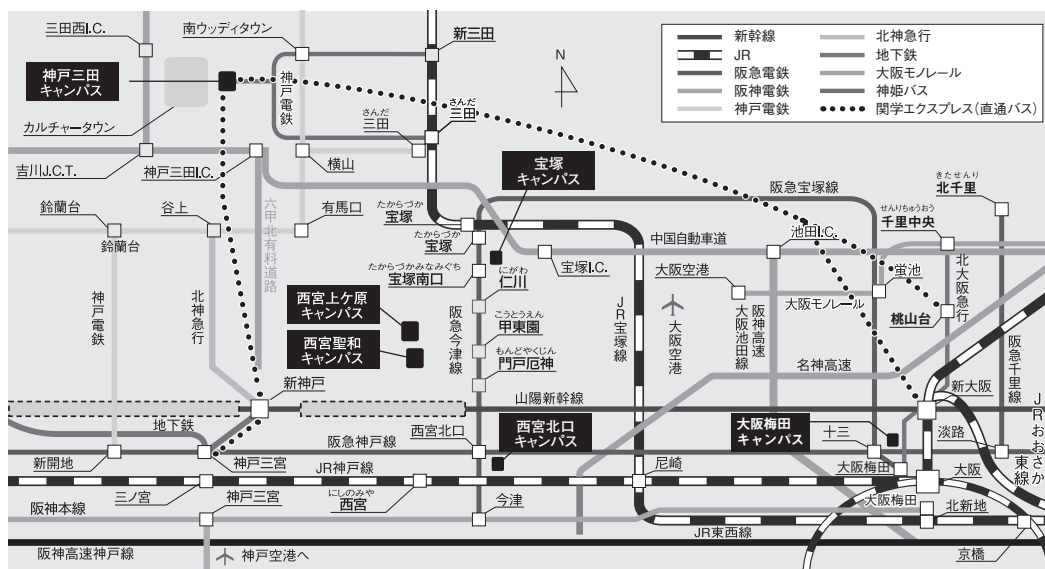 三田西I.C.
南ウッディタウン
新三田
N
新幹線
JR
阪急電鉄
阪神電鉄
神戸電鉄
北神急行
地下鉄
大阪モノレール
神姫バス
関学エクスプレス(直通バス)
神戸三田
キャンパス
神戸電鉄
さんだ
三田
さんだ
三田
カルチャータウン
吉川J.C.T.
神戸三田I.C.
横山
宝塚
キャンパス
阪急宝塚線
きたせんり
北千里
せんりちゅうおう
千里中央
鈴蘭台
鈴蘭台
谷上
六甲北有料道路
有馬口
たからづか
宝塚
たからづか
宝塚
たからづかみなみぐち
宝塚南口
宝塚I.C.
中国自動車道
池田I.C.
大阪空港
蛍池
大阪モノレール
北大阪急行
桃山台
神戸電鉄
北神急行
西宮上ケ原
キャンパス
西宮聖和
キャンパス
阪急今津線
にがわ
仁川
こうとうえん
甲東園
もんどやくじん
門戸厄神
JR宝塚線
大阪空港
阪神高速
大阪池田線
名神高速
阪急千里線
新神戸
山陽新幹線
新大阪
地下鉄
阪急神戸線
西宮北口
西宮北口
キャンパス
大阪梅田
キャンパス
十三
淡路
JRおおさか東線
新開地
神戸三宮
JR神戸線
尼崎
大阪梅田
大阪
三ノ宮
神戸三宮
にしのみや
西宮
今津
大阪梅田
北新地
阪神本線
JR東西線
京橋
阪神高速神戸線
神戸空港へ